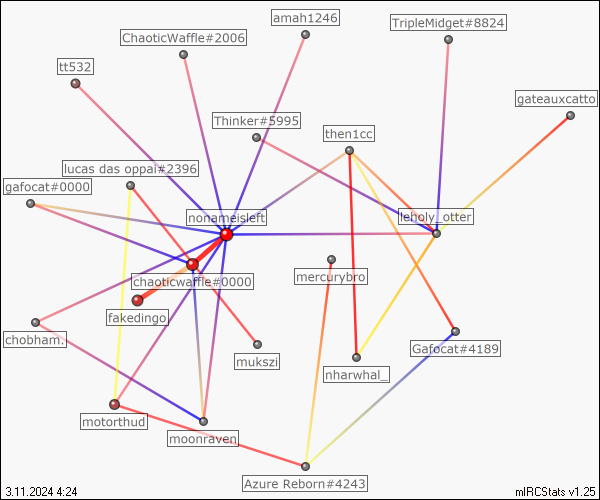 amah1246
TripleMidget#8824
ChaoticWaffle#2006
tt532
gateauxcatto
Thinker#5995
then1cc
lucas das oppai#2396
gafocat#0000
nonameisleft
leholy_otter
mercurybro
chaoticwaffle#0000
fakedingo
chobham.
Gafocat#4189
mukszi
nharwhal_
motorthud
moonraven
Azure Reborn#4243
3.11.2024 4:24
mIRCStats v1.25